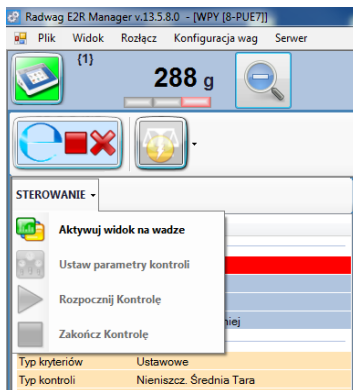 Radwag E2R Manager v.13.5.8.0 - [WPY [8-PUE7]]
Plik Widok Rozłącz Konfiguracja wag Serwer
{1}
288 g
STEROWANIE
Aktywuj widok na wadze
Ustaw parametry kontroli
Rozpocznij Kontrolę
niej
Zakończ Kontrolę
Typ kryteriów Ustawowe
Typ kontroli Nieniszcz. Średnia Tara